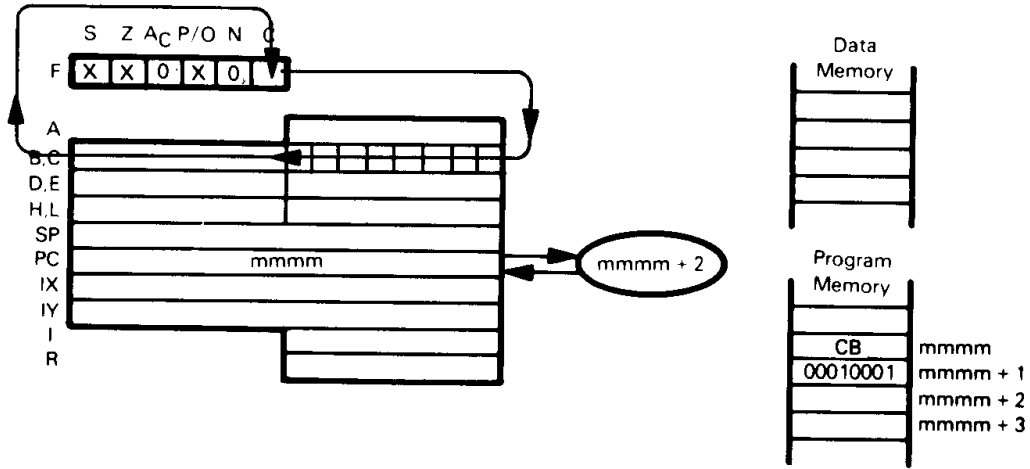 S Z AC P/O N C
F X X 0 X 0
A
B,C
D,E
H,L
SP
PC mmmm mmmm + 2
IX
IY
I
R
Data
Memory
Program
Memory
CB mmmm
00010001 mmmm + 1
mmmm + 2
mmmm + 3